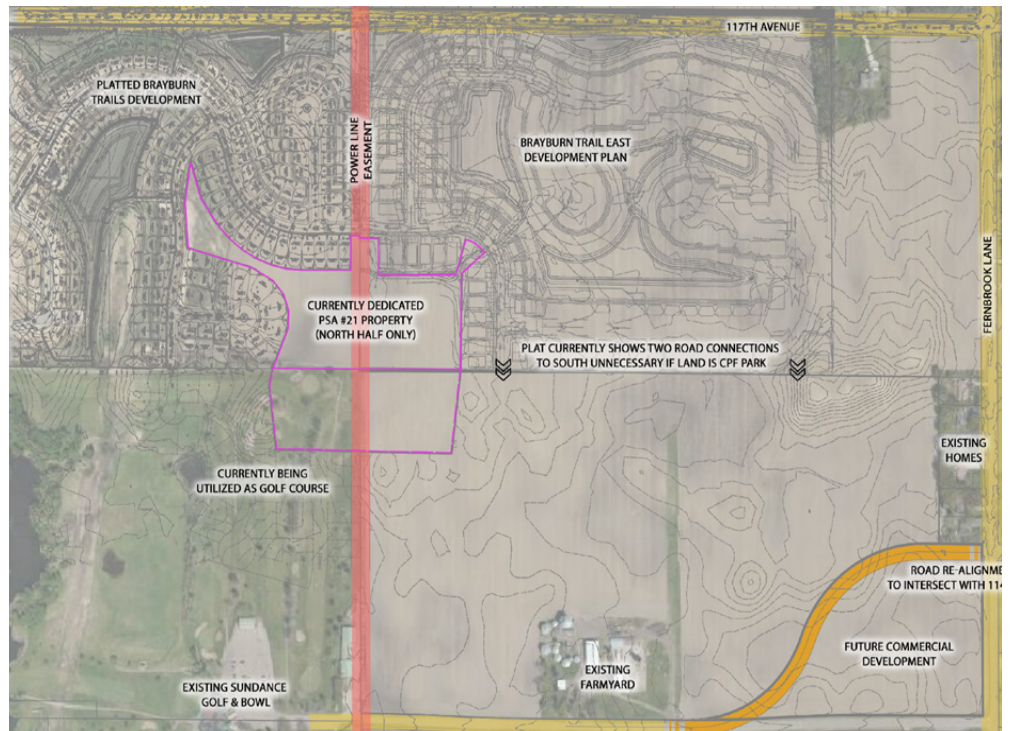 117TH AVENUE
PLATTED BRAYBURN
TRAILS DEVELOPMENT
POWER LINE
EASEMENT
BRAYBURN TRAIL EAST
DEVELOPMENT PLAN
FERNBROOK LANE
CURRENTLY DEDICATED
PSA #21 PROPERTY
(NORTH HALF ONLY)
PLAT CURRENTLY SHOWS TWO ROAD CONNECTIONS
TO SOUTH UNNECESSARY IF LAND IS CPF PARK
EXISTING
HOMES
CURRENTLY BEING
UTILIZED AS GOLF COURSE
ROAD RE-ALIGNME
TO INTERSECT WITH 114
FUTURE COMMERCIAL
DEVELOPMENT
EXISTING
FARMYARD
EXISTING SUNDANCE
GOLF & BOWL